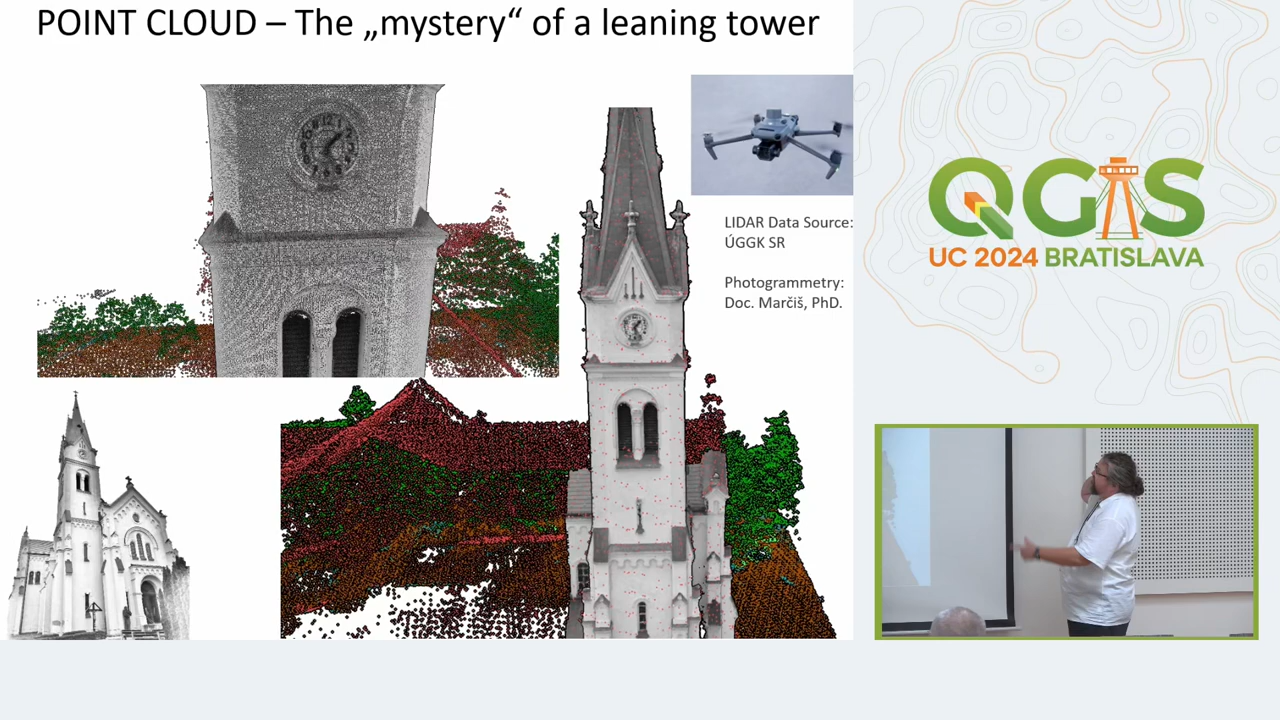 POINT CLOUD – The „mystery“ of a leaning tower
LIDAR Data Source:
ÚGGK SR
Photogrammetry:
Doc. Marčiš, PhD.
QGIS
UC 2024 BRATISLAVA